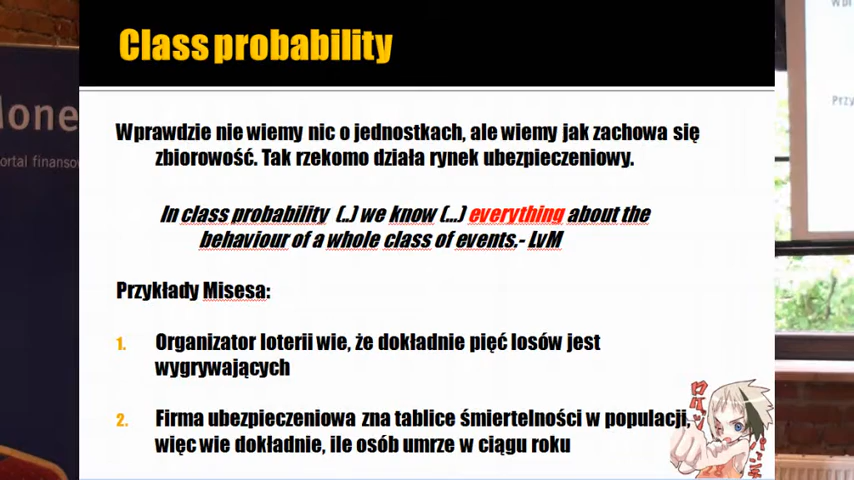 Class probability
Wprawdzie nie wiemy nic o jednostkach, ale wiemy jak zachowa się
zbiorowość. Tak rzekomo działa rynek ubezpieczeniowy.
In class probability (..) we know (...) everything about the
behaviour of a whole class of events.- LvM
Przykłady Misesa:
1. Organizator loterii wie, że dokładnie pięć losów jest
wygrywających
2. Firma ubezpieczeniowa zna tablice śmiertelności w populacji,
więc wie dokładnie, ile osób umrze w ciągu roku